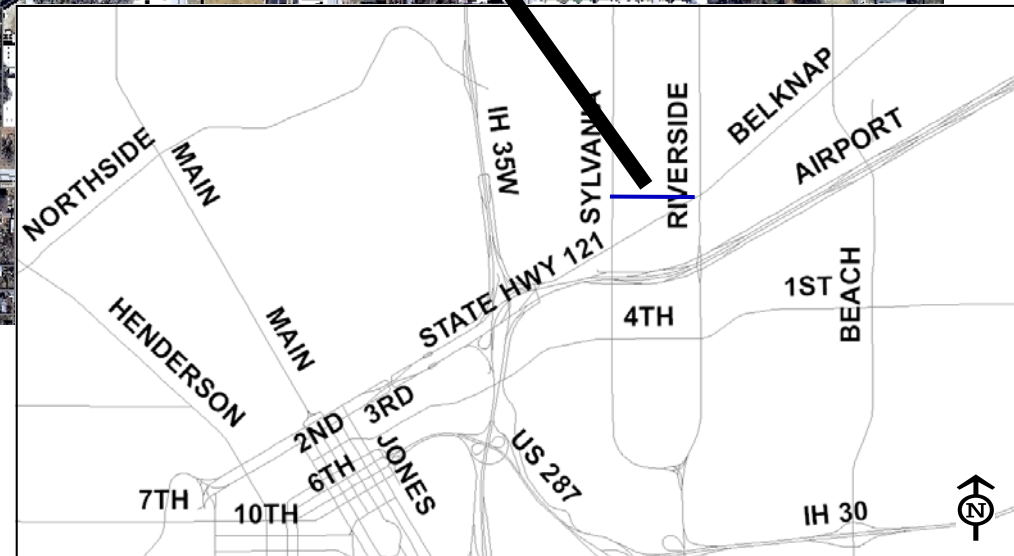 NORTHSIDE
MAIN
IH 35W
SYLVANIA
RIVERSIDE
BELKNAP
AIRPORT
STATE HWY 121
HENDERSON
MAIN
4TH
1ST
BEACH
2ND
3RD
6TH
JONES
US 287
7TH
10TH
IH 30
N